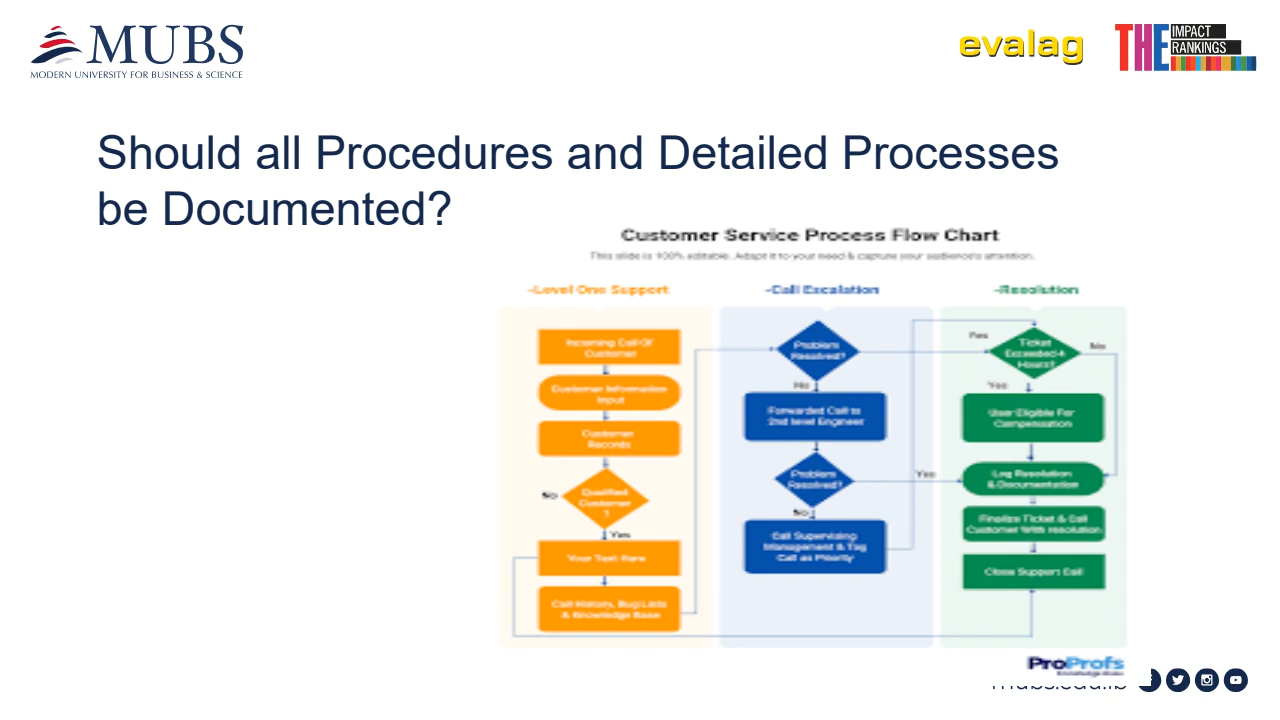 MUBS
MODERN UNIVERSITY FOR BUSINESS & SCIENCE
evalag
THE IMPACT
RANKINGS
Should all Procedures and Detailed Processes
be Documented?
Customer Service Process Flow Chart
This slide is 100% editable. Adapt it to your need & capture your audience's attention.
-Level One Support
-Call Escalation
-Resolution
Incoming Call Of
Customer
Customer Information
Input
Customer
Records
No
Qualified
Customer
?
Yes
Your Text Here
Call History, Bug Lists
& Knowledge Base
Problem
Resolved?
No
Forwarded Call to
2nd level Engineer
Problem
Resolved?
Yes
No
Call Supervising
Management & Tag
Call as Priority
Yes
Ticket
Exceeded 4
Hours?
No
Yes
User Eligible For
Compensation
Log Resolution
& Documentation
Finalize Ticket & Call
Customer With Resolution
Close Support Call
ProProfs
Knowledge Base
mubs.edu.lb